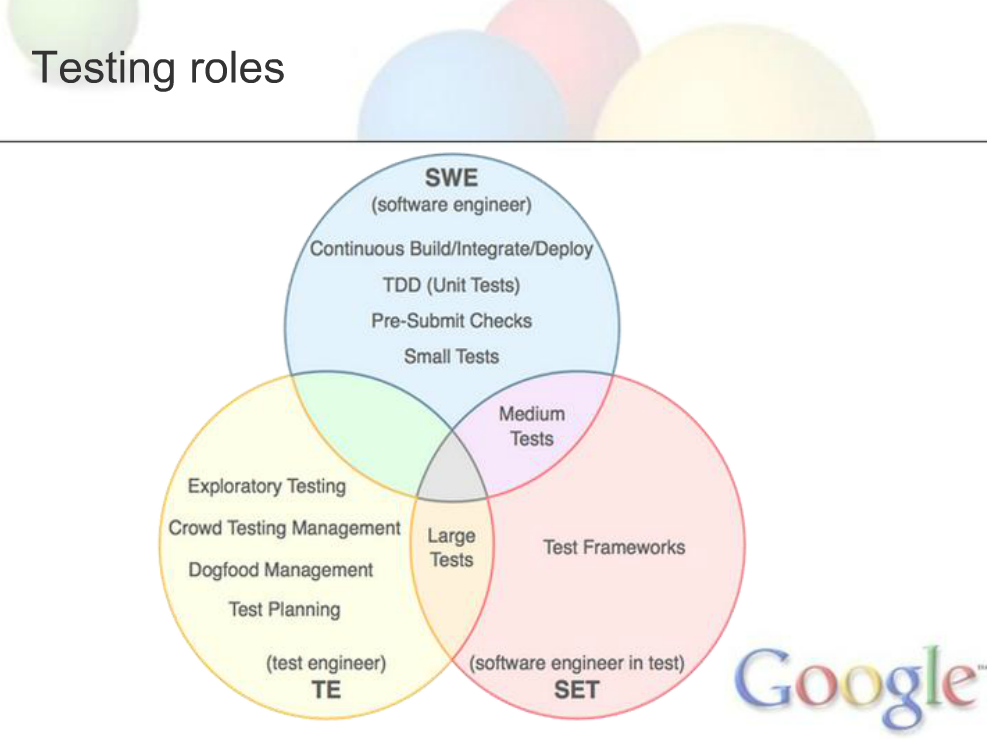 Testing roles
SWE
(software engineer)
Continuous Build/Integrate/Deploy
TDD (Unit Tests)
Pre-Submit Checks
Small Tests
Medium
Tests
Exploratory Testing
Crowd Testing Management
Dogfood Management
Test Planning
(test engineer)
TE
Large
Tests
Test Frameworks
(software engineer in test)
SET
Google